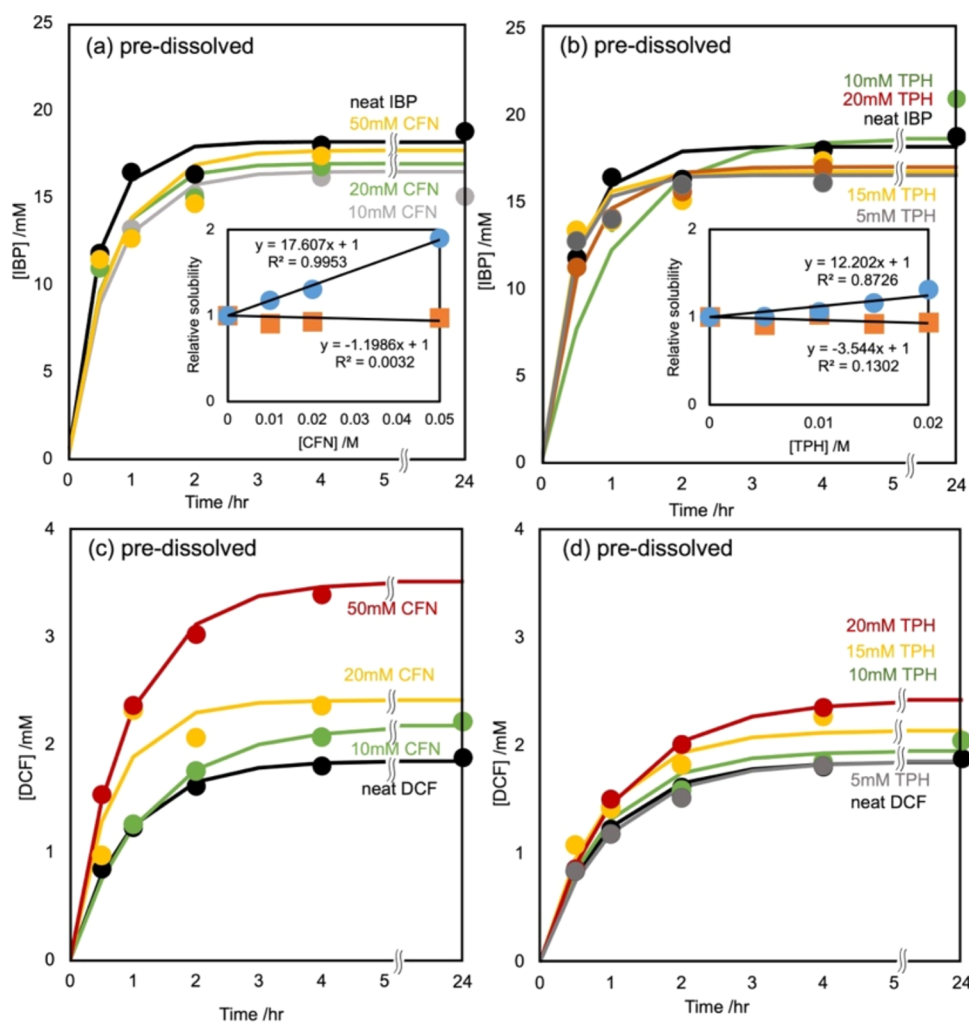 (a) pre-dissolved
neat IBP
50mM CFN
20mM CFN
10mM CFN
25
20
15
10
5
0
[IBP] /mM
0
1
2
3
4
5
24
Time /hr
y = 17.607x + 1
R² = 0.9953
y = -1.1986x + 1
R² = 0.0032
2
1
0
Relative solubility
0
0.01
0.02
0.03
0.04
0.05
[CFN] /M
(b) pre-dissolved
10mM TPH
20mM TPH
neat IBP
15mM TPH
5mM TPH
25
20
15
10
5
0
[IBP] /mM
0
1
2
3
4
5
24
Time /hr
y = 12.202x + 1
R² = 0.8726
y = -3.544x + 1
R² = 0.1302
2
1
0
Relative solubility
0
0.01
0.02
[TPH] /M
(c) pre-dissolved
50mM CFN
20mM CFN
10mM CFN
neat DCF
4
3
2
1
0
[DCF] /mM
0
1
2
3
4
5
24
Time /hr
(d) pre-dissolved
20mM TPH
15mM TPH
10mM TPH
5mM TPH
neat DCF
4
3
2
1
0
[DCF] /mM
0
1
2
3
4
5
24
Time /hr